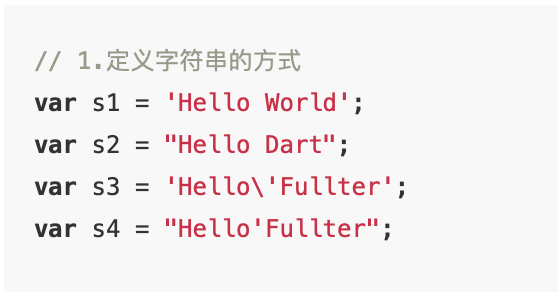 // 1.定义字符串的方式
var s1 = 'Hello World';
var s2 = "Hello Dart";
var s3 = 'Hello\'Fullter';
var s4 = "Hello'Fullter";